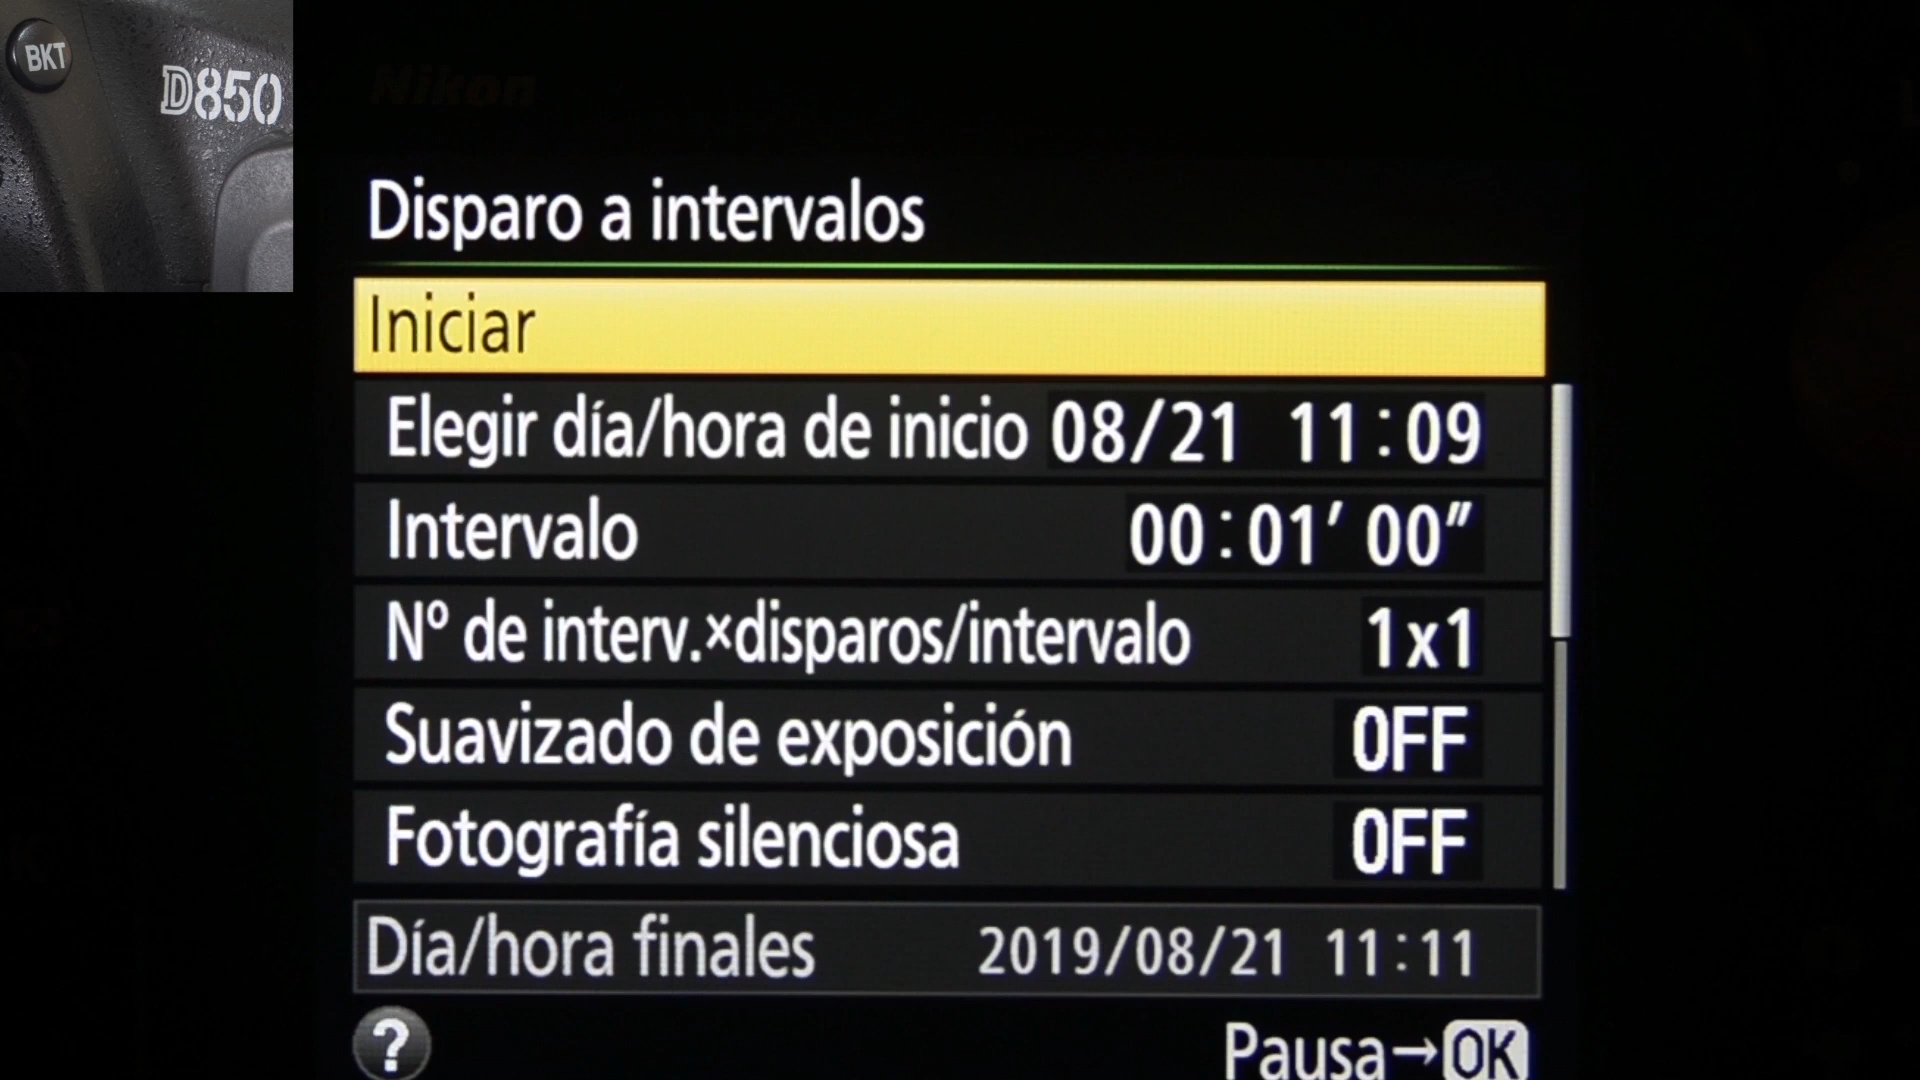 BKT
D850
Nikon
Disparo a intervalos
Iniciar
Elegir día/hora de inicio 08/21 11:09
Intervalo 00:01′ 00″
Nº de interv.×disparos/intervalo 1x1
Suavizado de exposición OFF
Fotografía silenciosa OFF
Día/hora finales 2019/08/21 11:11
? Pausa→OK